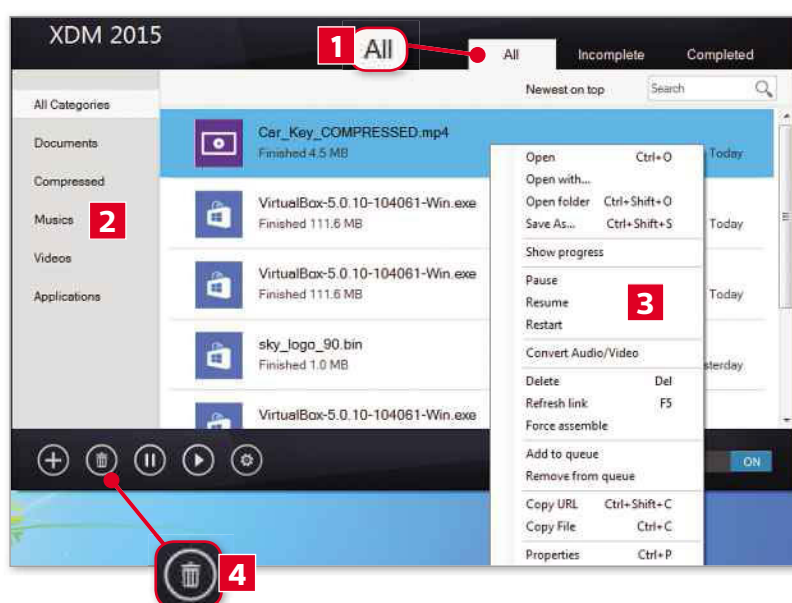 XDM 2015
1 All
All Incomplete Completed
Newest on top Search
All Categories
Documents
Compressed
Musics 2
Videos
Applications
Car_Key_COMPRESSED.mp4
Finished 4.5 MB Today
VirtualBox-5.0.10-104061-Win.exe
Finished 111.6 MB Today
VirtualBox-5.0.10-104061-Win.exe
Finished 111.6 MB Today
sky_logo_90.bin
Finished 1.0 MB sterday
VirtualBox-5.0.10-104061-Win.exe
Open Ctrl+O
Open with...
Open folder Ctrl+Shift+O
Save As... Ctrl+Shift+S
Show progress
Pause
Resume 3
Restart
Convert Audio/Video
Delete Del
Refresh link F5
Force assemble
Add to queue
Remove from queue
Copy URL Ctrl+Shift+C
Copy File Ctrl+C
Properties Ctrl+P
ON
4